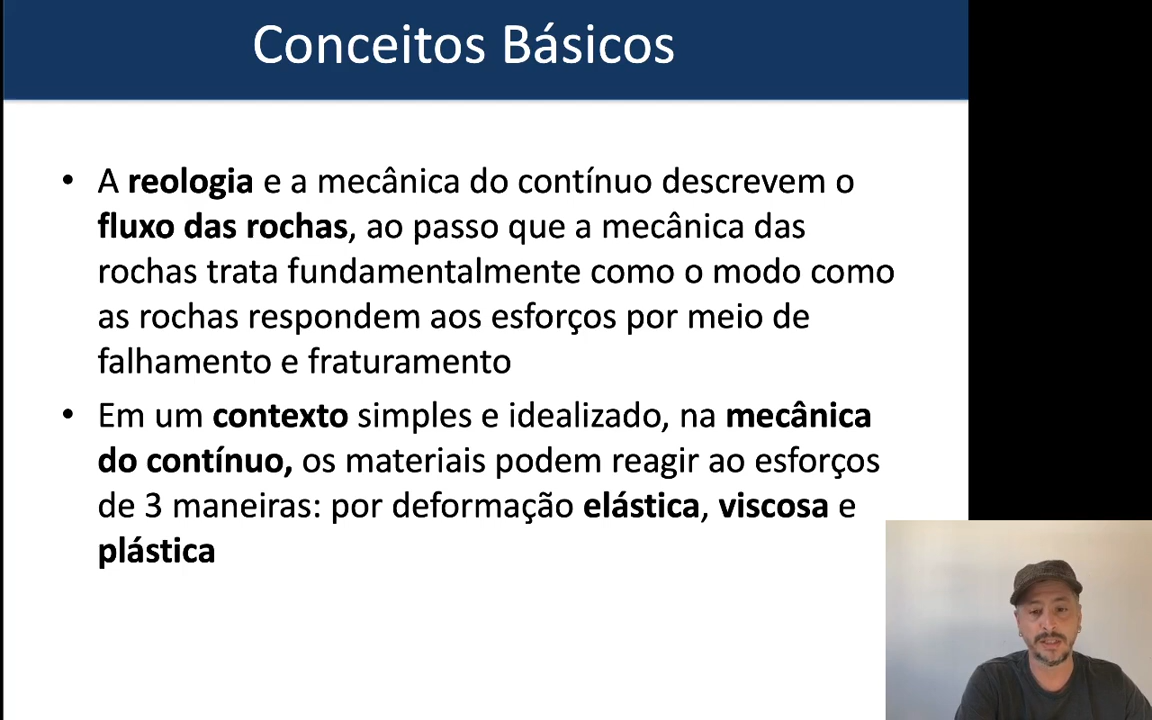 Conceitos Básicos
• A reologia e a mecânica do contínuo descrevem o
fluxo das rochas, ao passo que a mecânica das
rochas trata fundamentalmente como o modo como
as rochas respondem aos esforços por meio de
falhamento e fraturamento
• Em um contexto simples e idealizado, na mecânica
do contínuo, os materiais podem reagir ao esforços
de 3 maneiras: por deformação elástica, viscosa e
plástica